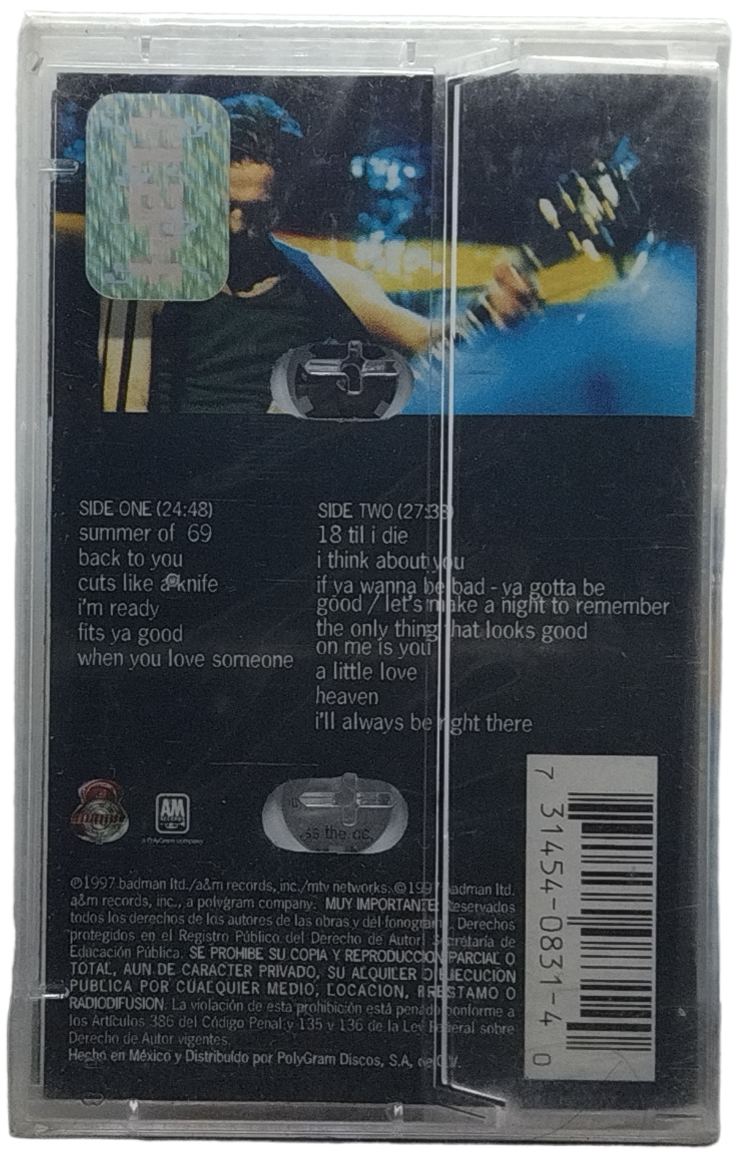 SIDE ONE (24:48)
summer of 69
back to you
cuts like a knife
i'm ready
fits ya good
when you love someone
SIDE TWO (27:33)
18 til i die
i think about you
if ya wanna be bad - ya gotta be
good / let's make a night to remember
the only thing that looks good
on me is you
a little love
heaven
i'll always be right there
A&M
RECORDS
a PolyGram company
℗1997 badman ltd./a&m records, inc./mtv networks. ©1997 badman ltd.
a&m records, inc., a polygram company. MUY IMPORTANTE: Reservados
todos los derechos de los autores de las obras y del fonograma. Derechos
protegidos en el Registro Público del Derecho de Autor, Secretaría de
Educación Pública. SE PROHIBE SU COPIA Y REPRODUCCION PARCIAL O
TOTAL, AUN DE CARACTER PRIVADO, SU ALQUILER O EJECUCION
PUBLICA POR CUALQUIER MEDIO, LOCACION, PRESTAMO O
RADIODIFUSION. La violación de esta prohibición está penado conforme a
los Artículos 386 del Código Penal y 135 y 136 de la Ley Federal sobre
Derecho de Autor vigentes.
Hecho en México y Distribuído por PolyGram Discos, S.A, de C.V.
7 31454-0831-4 0